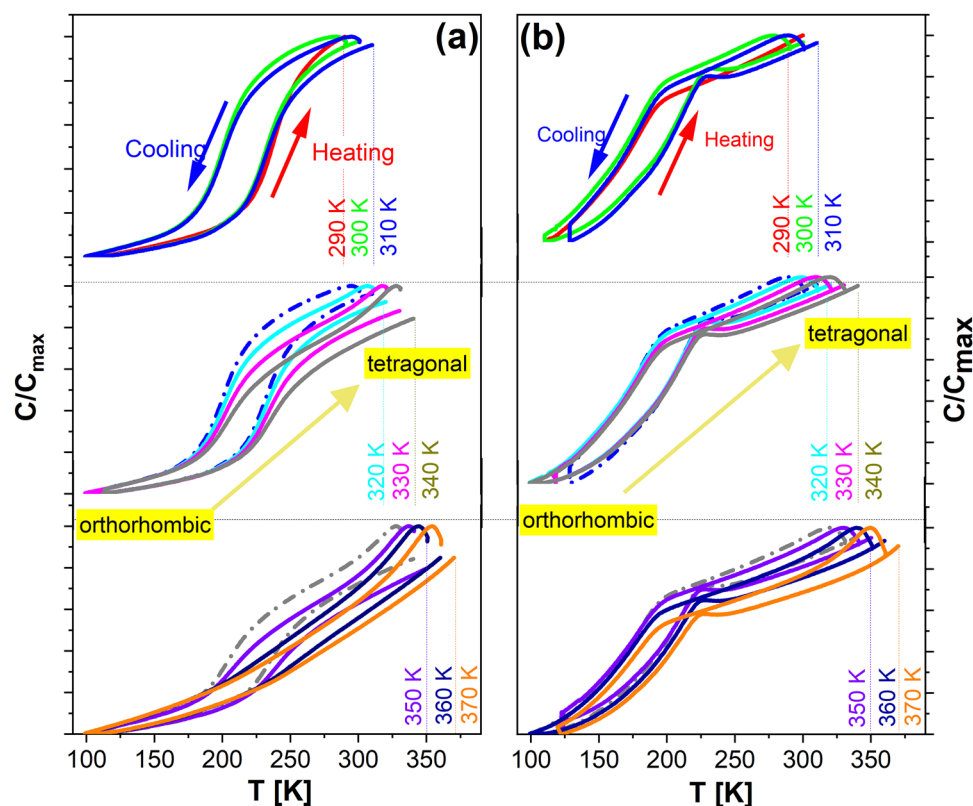 (a)
(b)
C/Cmax
Cooling
Heating
290 K
300 K
310 K
Cooling
Heating
290 K
300 K
310 K
tetragonal
orthorhombic
320 K
330 K
340 K
tetragonal
orthorhombic
320 K
330 K
340 K
350 K
360 K
370 K
350 K
360 K
370 K
C/Cmax
100 150 200 250 300 350
100 150 200 250 300 350
T [K]
T [K]